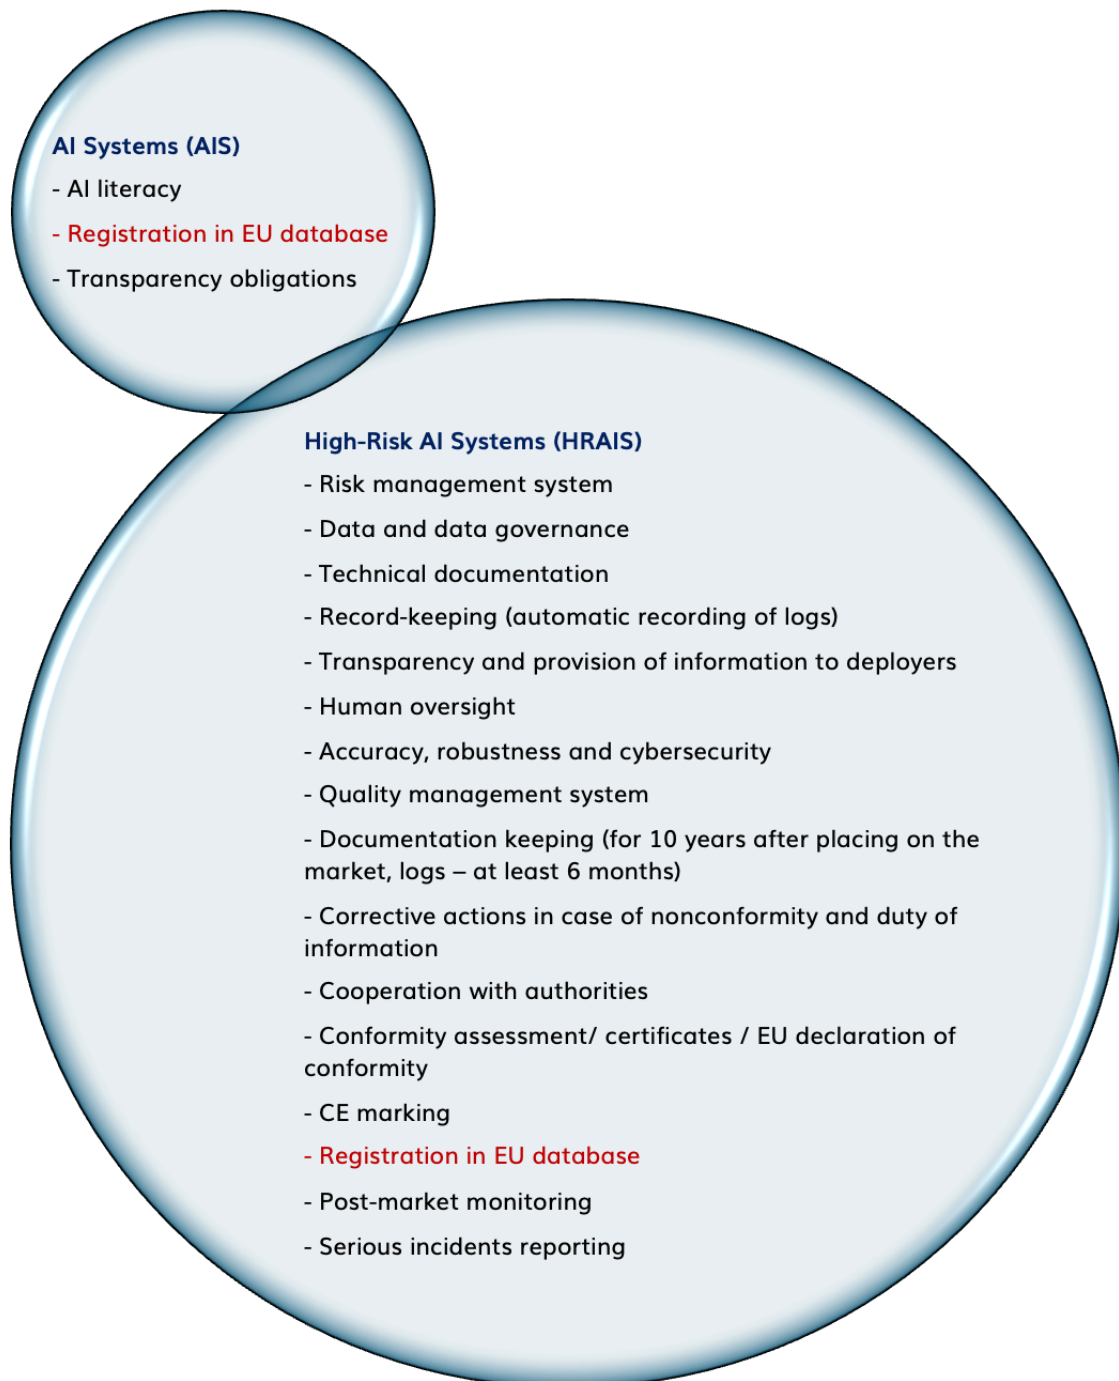 AI Systems (AIS)
- AI literacy
- Registration in EU database
- Transparency obligations
High-Risk AI Systems (HRAIS)
- Risk management system
- Data and data governance
- Technical documentation
- Record-keeping (automatic recording of logs)
- Transparency and provision of information to deployers
- Human oversight
- Accuracy, robustness and cybersecurity
- Quality management system
- Documentation keeping (for 10 years after placing on the
market, logs – at least 6 months)
- Corrective actions in case of nonconformity and duty of
information
- Cooperation with authorities
- Conformity assessment/ certificates / EU declaration of
conformity
- CE marking
- Registration in EU database
- Post-market monitoring
- Serious incidents reporting